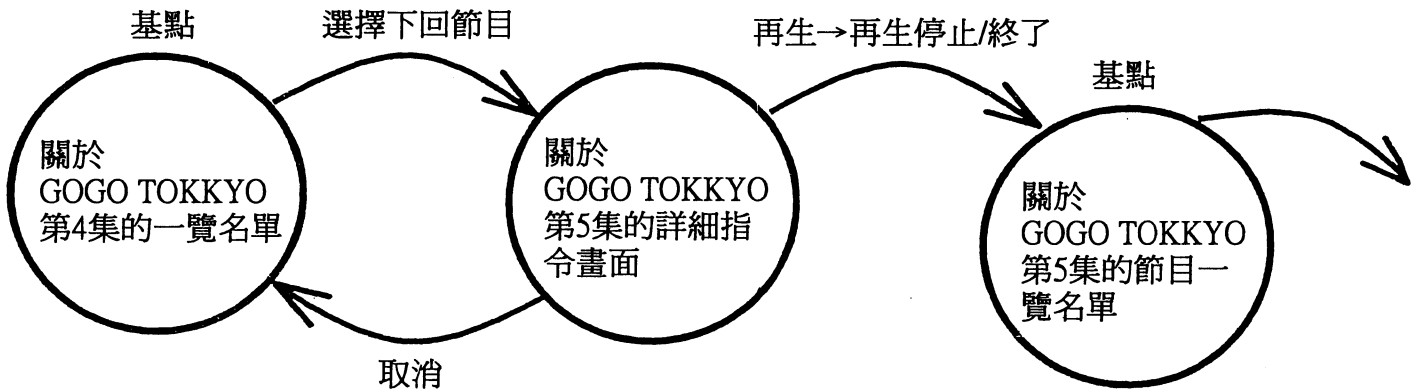 基點
選擇下回節目
再生→再生停止/終了
基點
關於
GOGO TOKKYO
第4集的一覽名單
關於
GOGO TOKKYO
第5集的詳細指
令畫面
關於
GOGO TOKKYO
第5集的節目一
覽名單
取消